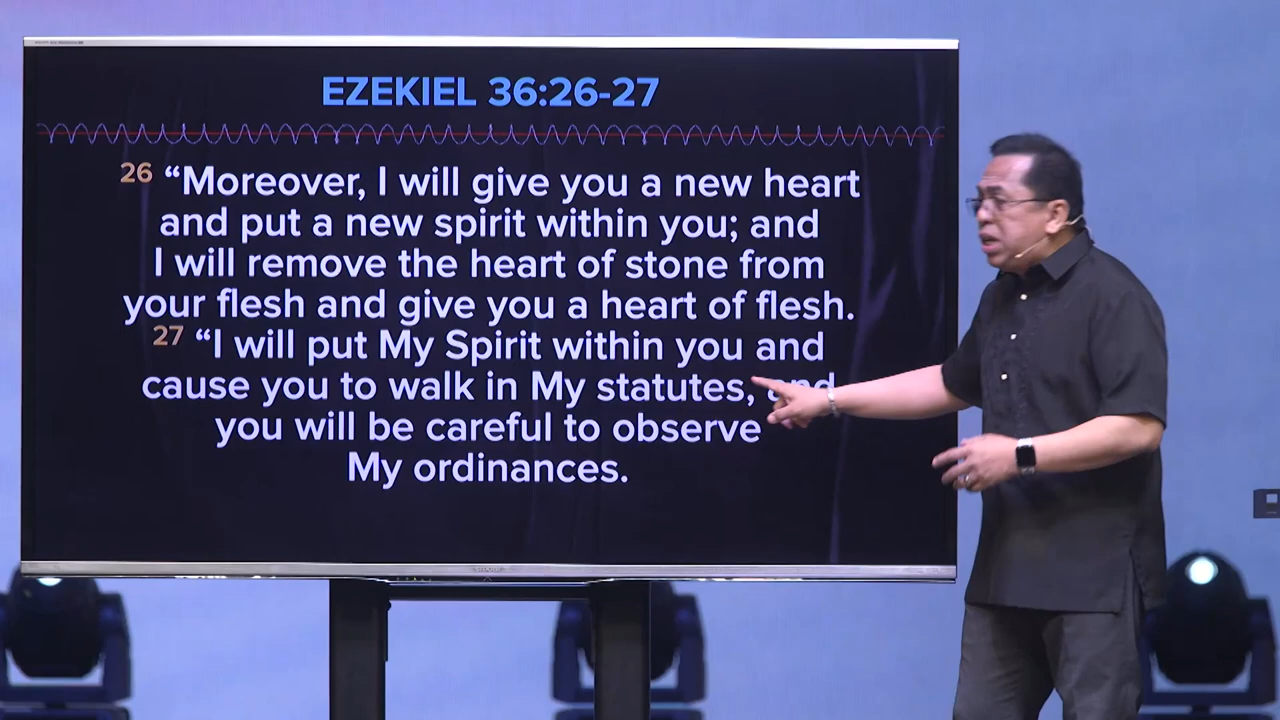 EZEKIEL 36:26-27
26 “Moreover, I will give you a new heart
and put a new spirit within you; and
I will remove the heart of stone from
your flesh and give you a heart of flesh.
27 “I will put My Spirit within you and
cause you to walk in My statutes, and
you will be careful to observe
My ordinances.